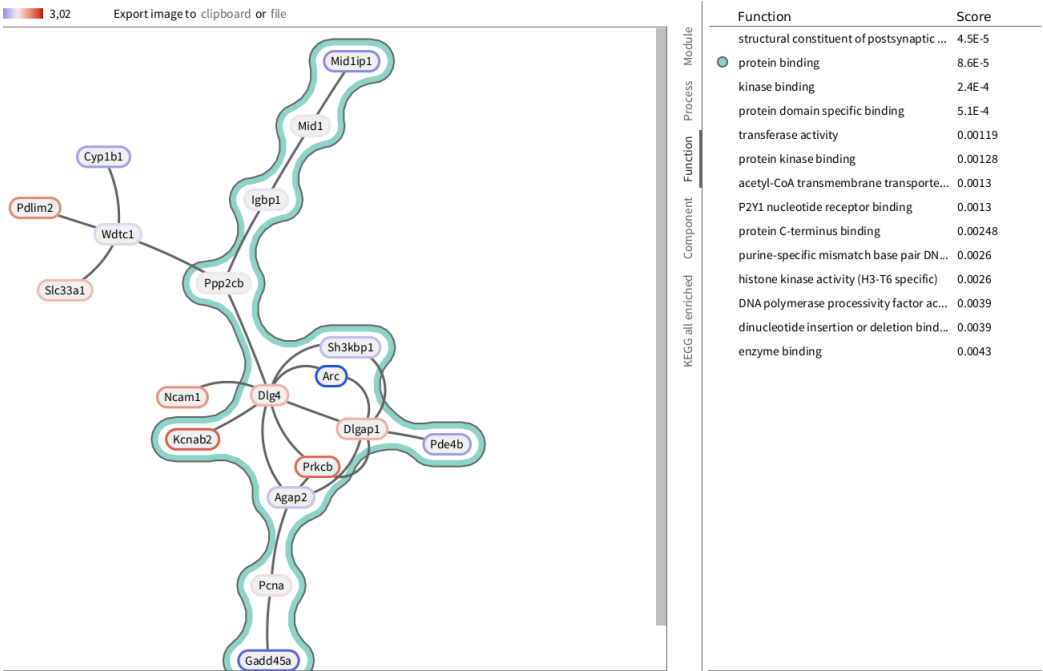 3,02 Export image to clipboard or file
Mid1ip1
Mid1
Cyp1b1
Igbp1
Pdlim2
Wdtc1
Ppp2cb
Slc33a1
Sh3kbp1
Arc
Dlg4
Ncam1
Dlgap1
Kcnab2
Pde4b
Prkcb
Agap2
Pcna
Gadd45a
Module
Process
Function
Component
KEGG all enriched
Function Score
structural constituent of postsynaptic ... 4.5E-5
protein binding 8.6E-5
kinase binding 2.4E-4
protein domain specific binding 5.1E-4
transferase activity 0.00119
protein kinase binding 0.00128
acetyl-CoA transmembrane transporte... 0.0013
P2Y1 nucleotide receptor binding 0.0013
protein C-terminus binding 0.00248
purine-specific mismatch base pair DN... 0.0026
histone kinase activity (H3-T6 specific) 0.0026
DNA polymerase processivity factor ac... 0.0039
dinucleotide insertion or deletion bind... 0.0039
enzyme binding 0.0043